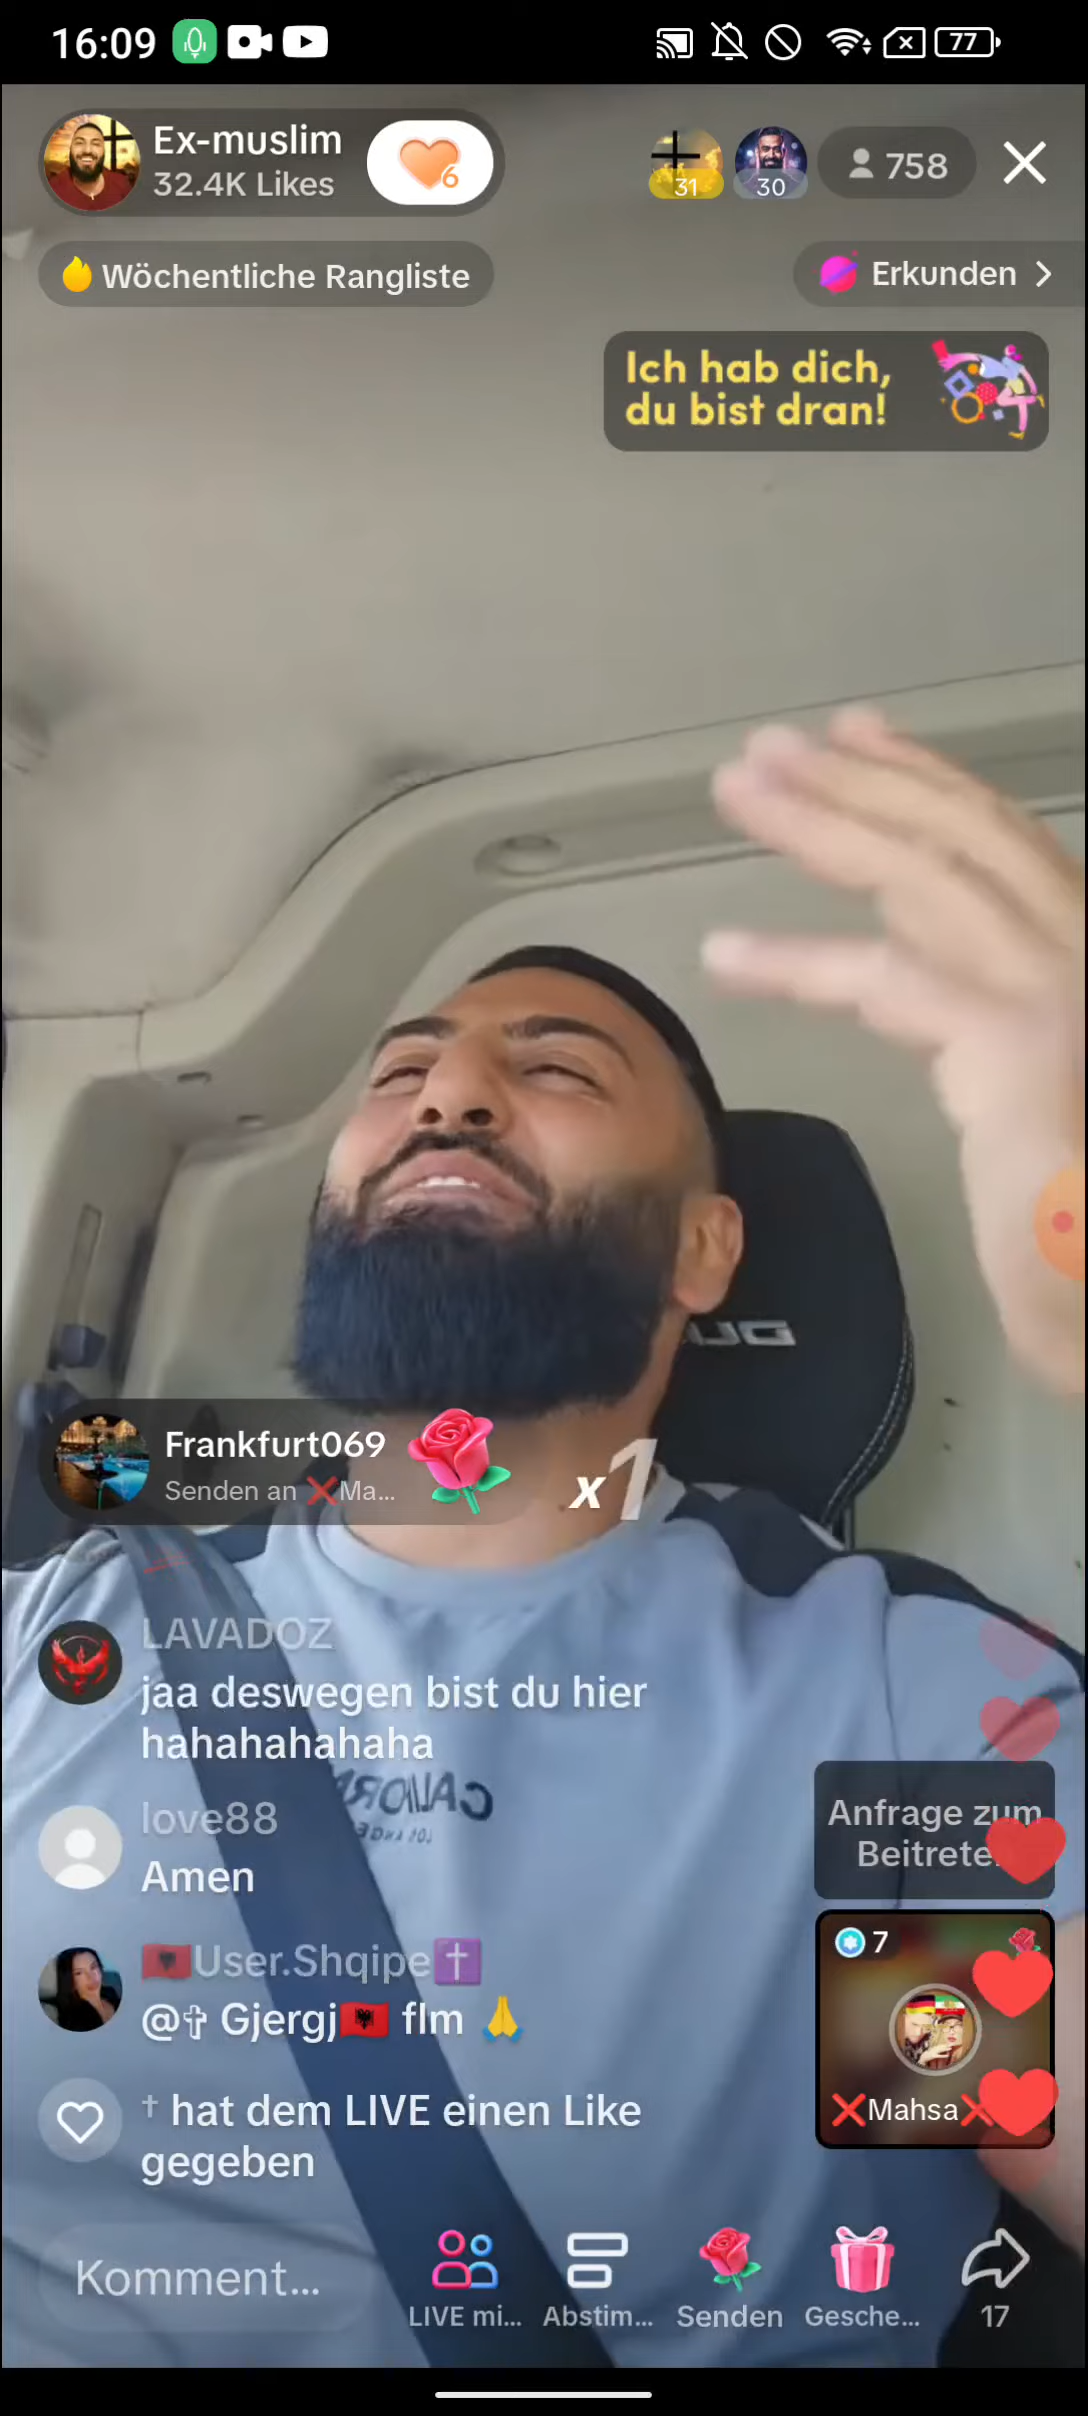 16:09
77
Ex-muslim
32.4K Likes
6
31
30
758
Wöchentliche Rangliste
Erkunden
Ich hab dich,
du bist dran!
Frankfurt069
Senden an ❌Ma...
x1
LAVADOZ
jaa deswegen bist du hier
hahahahahaha
love88
Amen
🇦🇱User.Shqipe✝️
@✞ Gjergj🇦🇱 flm 🙏
† hat dem LIVE einen Like
gegeben
Anfrage zum
7
❌Mahsa❌
Komment...
LIVE mi...
Abstim...
Senden
Gesche...
17